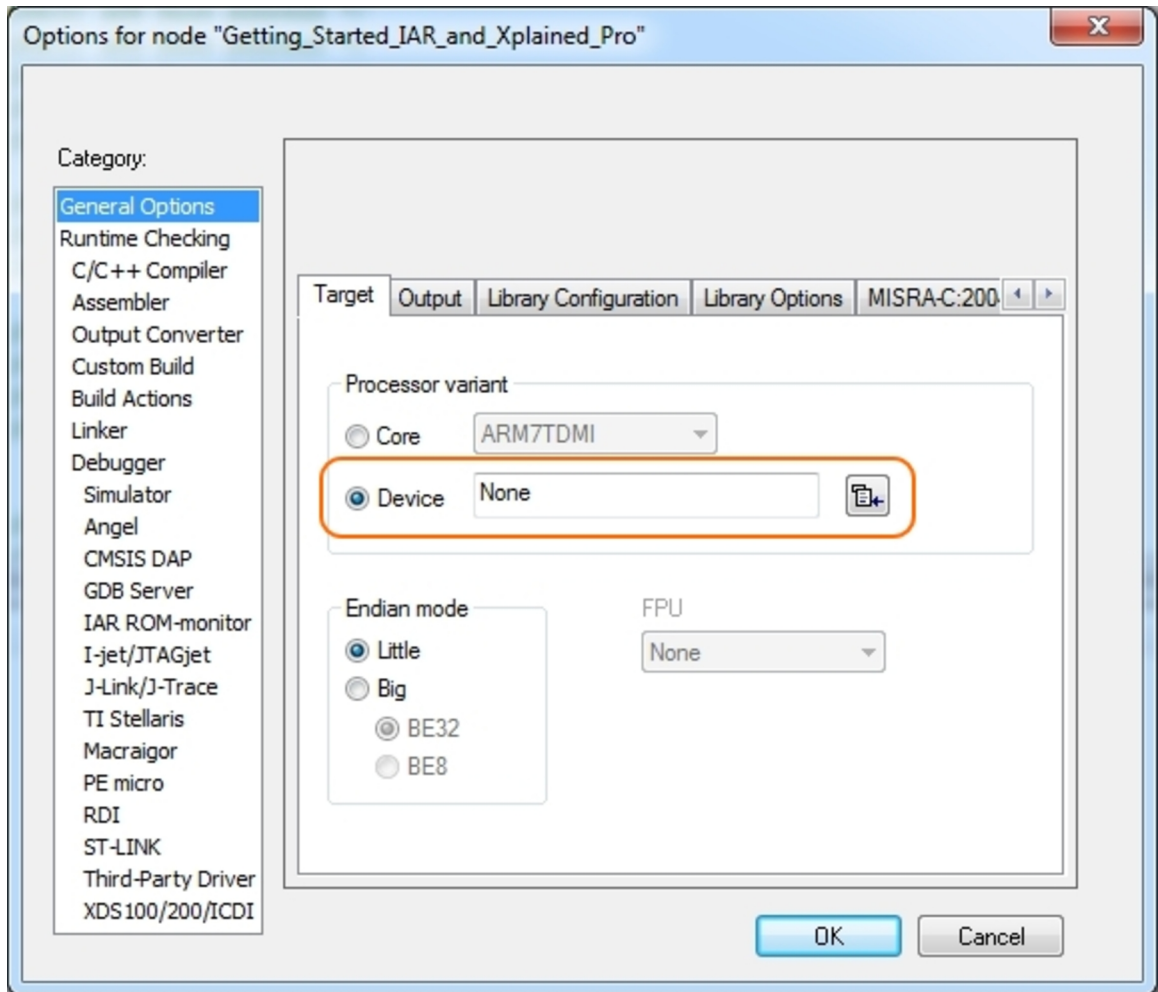 Options for node "Getting_Started_IAR_and_Xplained_Pro"
Category:
General Options
Runtime Checking
C/C++ Compiler
Assembler
Output Converter
Custom Build
Build Actions
Linker
Debugger
Simulator
Angel
CMSIS DAP
GDB Server
IAR ROM-monitor
I-jet/JTAGjet
J-Link/J-Trace
TI Stellaris
Macraigor
PE micro
RDI
ST-LINK
Third-Party Driver
XDS100/200/ICDI
Target Output Library Configuration Library Options MISRA-C:200
Processor variant
Core ARM7TDMI
Device None
Endian mode
Little
Big
BE32
BE8
FPU
None
OK Cancel